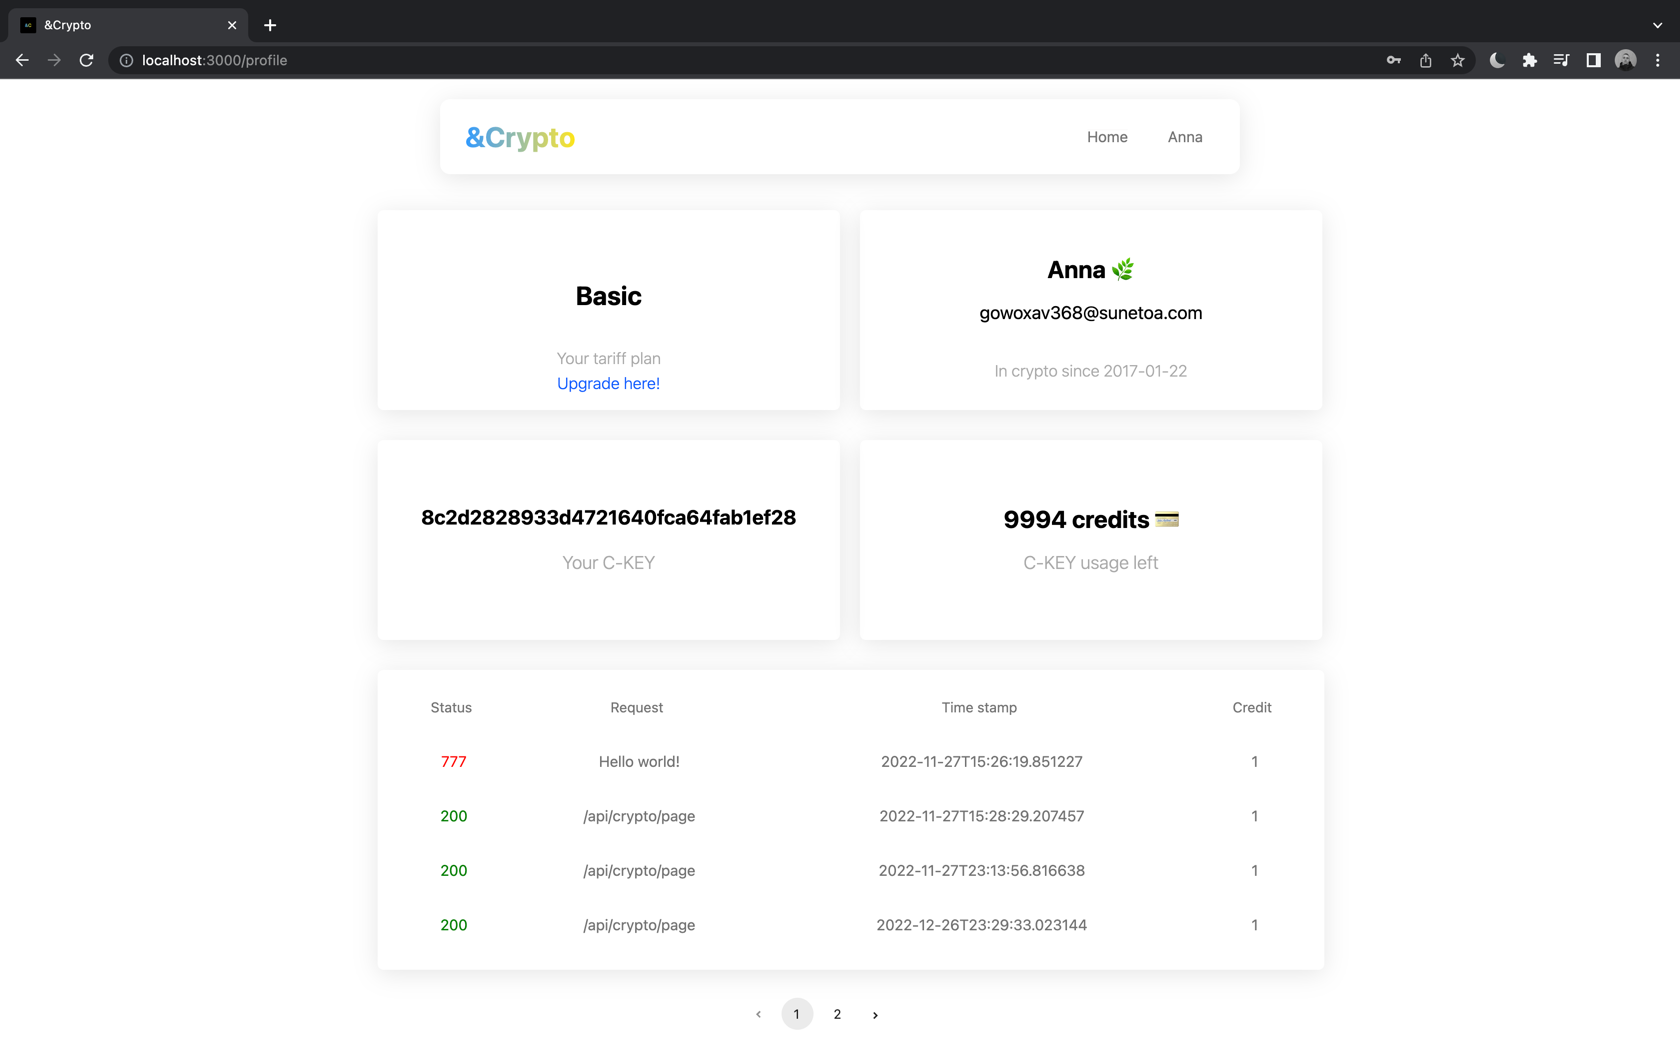 &Crypto
localhost:3000/profile
&Crypto
Home
Anna
Basic
Your tariff plan
Upgrade here!
Anna 🌿
gowoxav368@sunetoa.com
In crypto since 2017-01-22
8c2d2828933d4721640fca64fab1ef28
Your C-KEY
9994 credits 💳
C-KEY usage left
Status Request Time stamp Credit
777 Hello world! 2022-11-27T15:26:19.851227 1
200 /api/crypto/page 2022-11-27T15:28:29.207457 1
200 /api/crypto/page 2022-11-27T23:13:56.816638 1
200 /api/crypto/page 2022-12-26T23:29:33.023144 1
‹ 1 2 ›